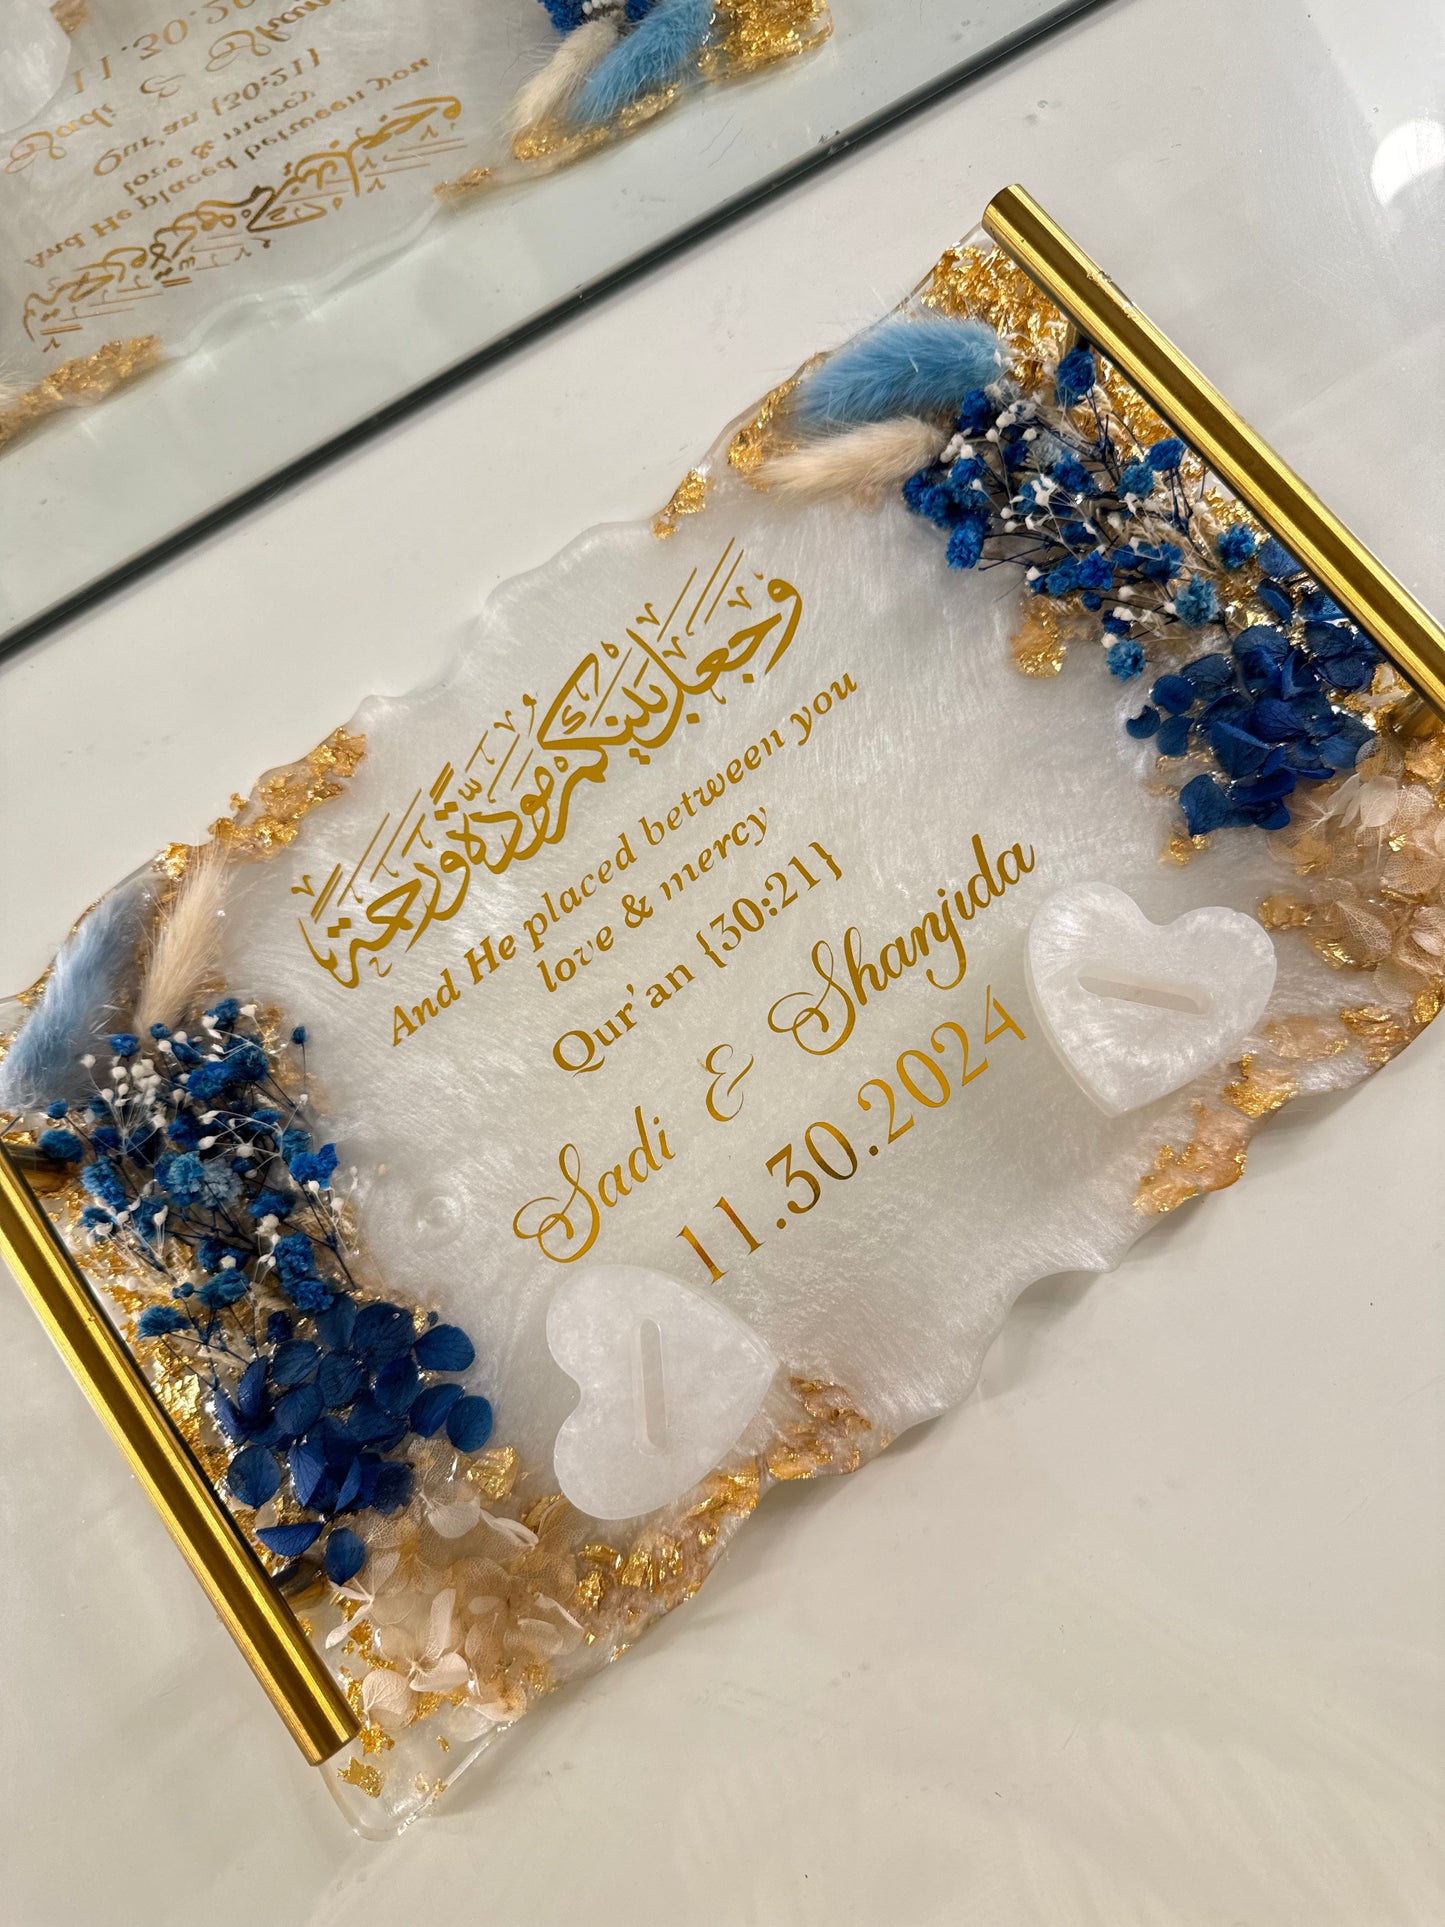 وجعل بينكم مودة ورحمة
And He placed between you
love & mercy
Qur'an {30:21}
Sadi & Shanjida
11.30.2024